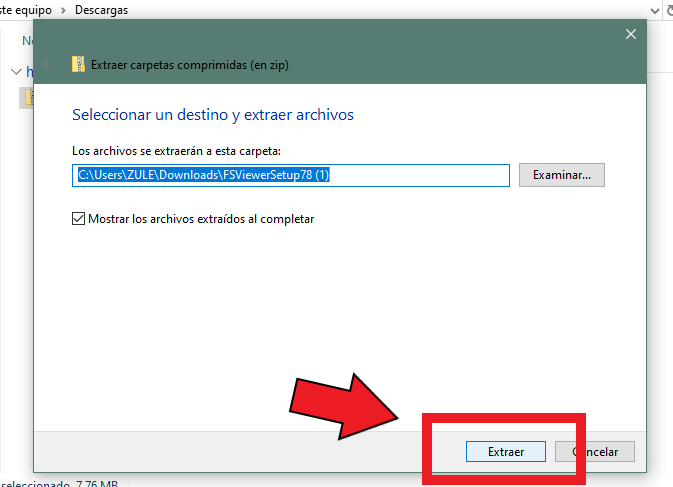 ste equipo > Descargas
Extraer carpetas comprimidas (en zip)
Seleccionar un destino y extraer archivos
Los archivos se extraerán a esta carpeta:
C:\Users\ZULE\Downloads\FSViewerSetup78 (1)
Examinar...
Mostrar los archivos extraídos al completar
Extraer
Cancelar
seleccionado 7,76 MB